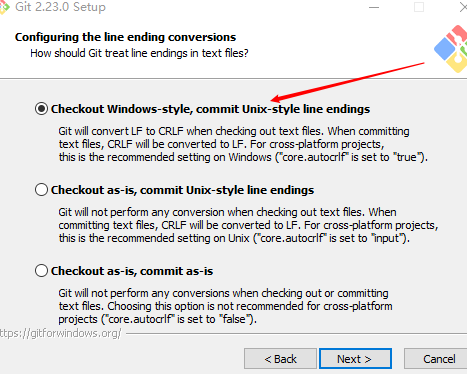 Git 2.23.0 Setup
Configuring the line ending conversions
How should Git treat line endings in text files?
Checkout Windows-style, commit Unix-style line endings
Git will convert LF to CRLF when checking out text files. When committing
text files, CRLF will be converted to LF. For cross-platform projects,
this is the recommended setting on Windows ("core.autocrlf" is set to "true").
Checkout as-is, commit Unix-style line endings
Git will not perform any conversion when checking out text files. When
committing text files, CRLF will be converted to LF. For cross-platform projects,
this is the recommended setting on Unix ("core.autocrlf" is set to "input").
Checkout as-is, commit as-is
Git will not perform any conversions when checking out or committing
text files. Choosing this option is not recommended for cross-platform
projects ("core.autocrlf" is set to "false").
ttps://gitforwindows.org/
< Back
Next >
Cancel